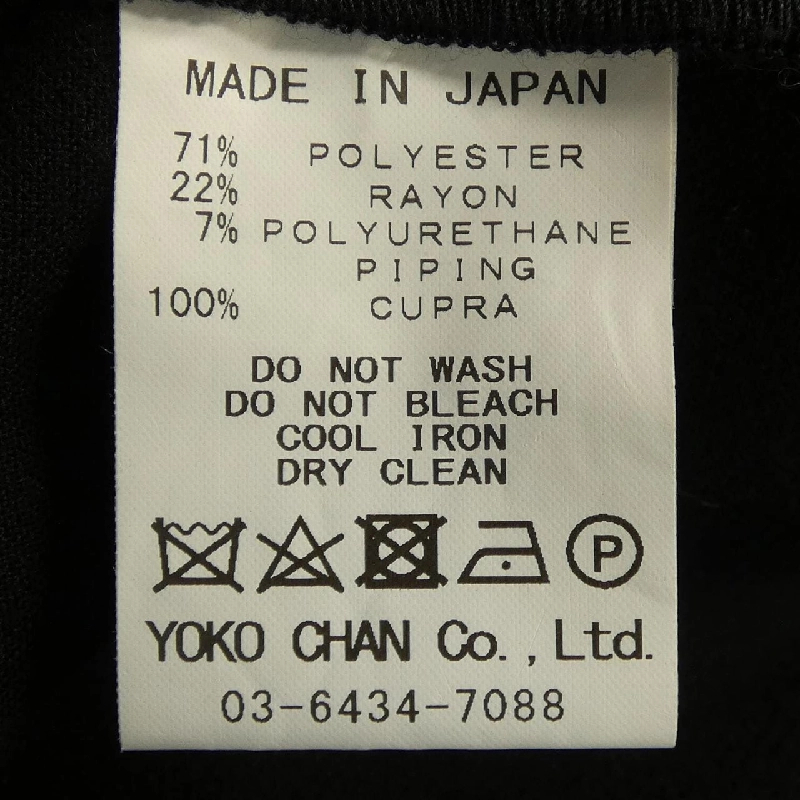 MADE IN JAPAN
71% POLYESTER
22% RAYON
7% POLYURETHANE
PIPING
100% CUPRA
DO NOT WASH
DO NOT BLEACH
COOL IRON
DRY CLEAN
P
YOKO CHAN Co., Ltd.
03-6434-7088